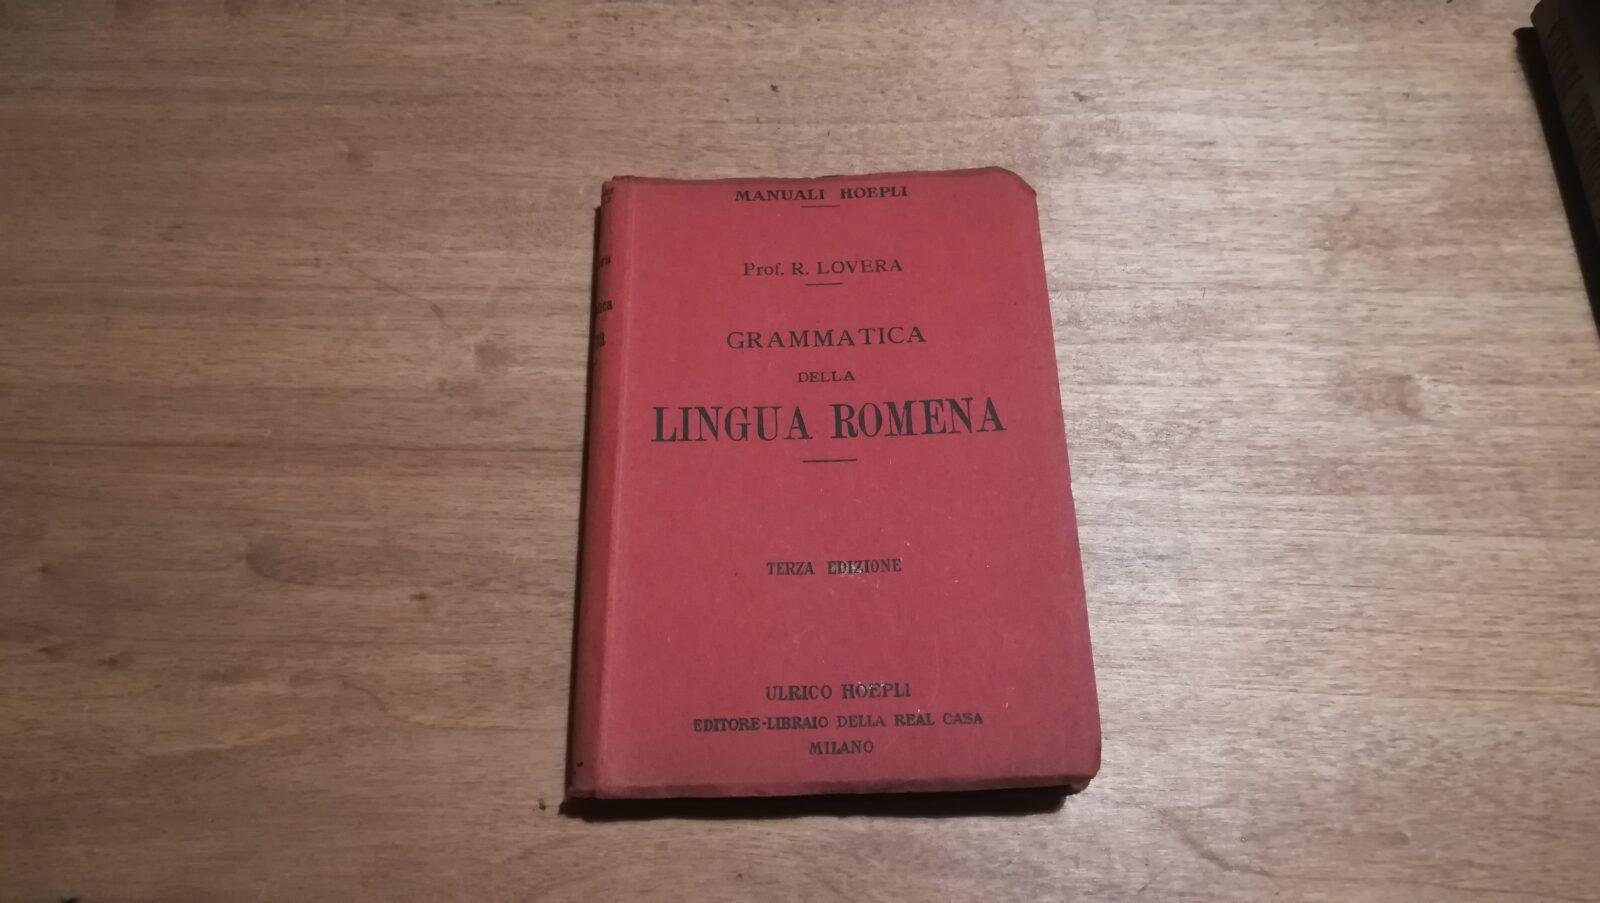 MANUALI HOEPLI
Prof. R. LOVERA
GRAMMATICA
DELLA
LINGUA ROMENA
TERZA EDIZIONE
ULRICO HOEPLI
EDITORE-LIBRAIO DELLA REAL CASA
MILANO